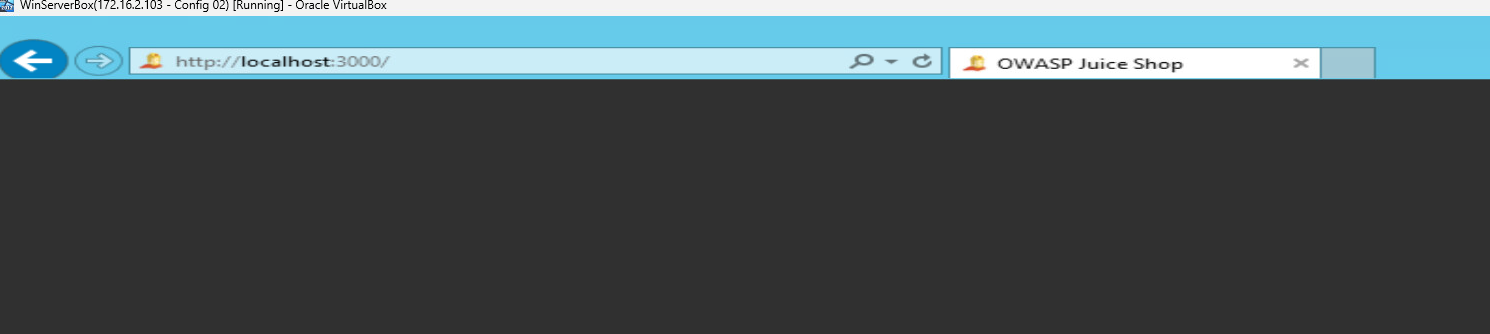 WinServerBox(172.16.2.103 - Config 02) [Running] - Oracle VirtualBox
http://localhost:3000/
OWASP Juice Shop